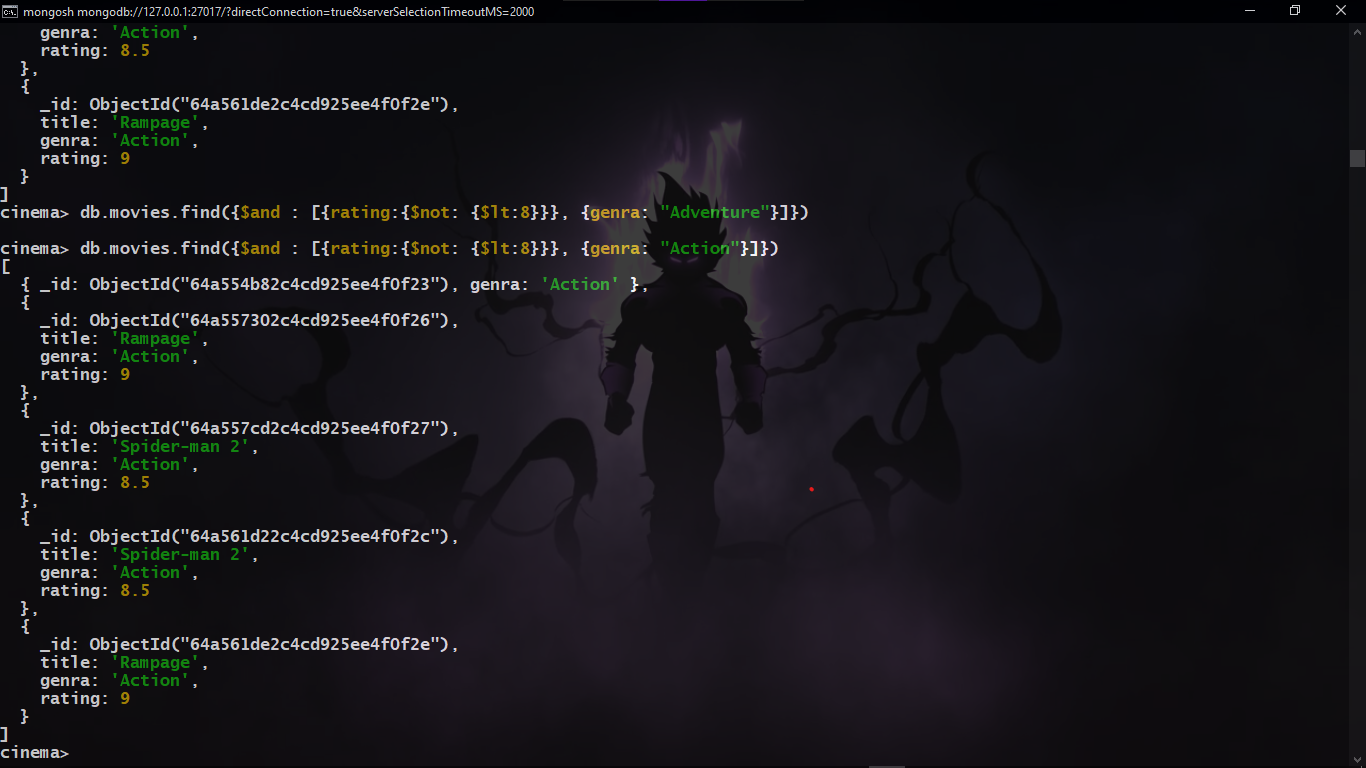 mongosh mongodb://127.0.0.1:27017/?directConnection=true&serverSelectionTimeoutMS=2000
    genra: 'Action',
    rating: 8.5
  },
  {
    _id: ObjectId("64a561de2c4cd925ee4f0f2e"),
    title: 'Rampage',
    genra: 'Action',
    rating: 9
  }
]
cinema> db.movies.find({$and : [{rating:{$not: {$lt:8}}}, {genra: "Adventure"}]})
cinema> db.movies.find({$and : [{rating:{$not: {$lt:8}}}, {genra: "Action"}]})
[
  { _id: ObjectId("64a554b82c4cd925ee4f0f23"), genra: 'Action' },
  {
    _id: ObjectId("64a557302c4cd925ee4f0f26"),
    title: 'Rampage',
    genra: 'Action',
    rating: 9
  },
  {
    _id: ObjectId("64a557cd2c4cd925ee4f0f27"),
    title: 'Spider-man 2',
    genra: 'Action',
    rating: 8.5
  },
  {
    _id: ObjectId("64a561d22c4cd925ee4f0f2c"),
    title: 'Spider-man 2',
    genra: 'Action',
    rating: 8.5
  },
  {
    _id: ObjectId("64a561de2c4cd925ee4f0f2e"),
    title: 'Rampage',
    genra: 'Action',
    rating: 9
  }
]
cinema>